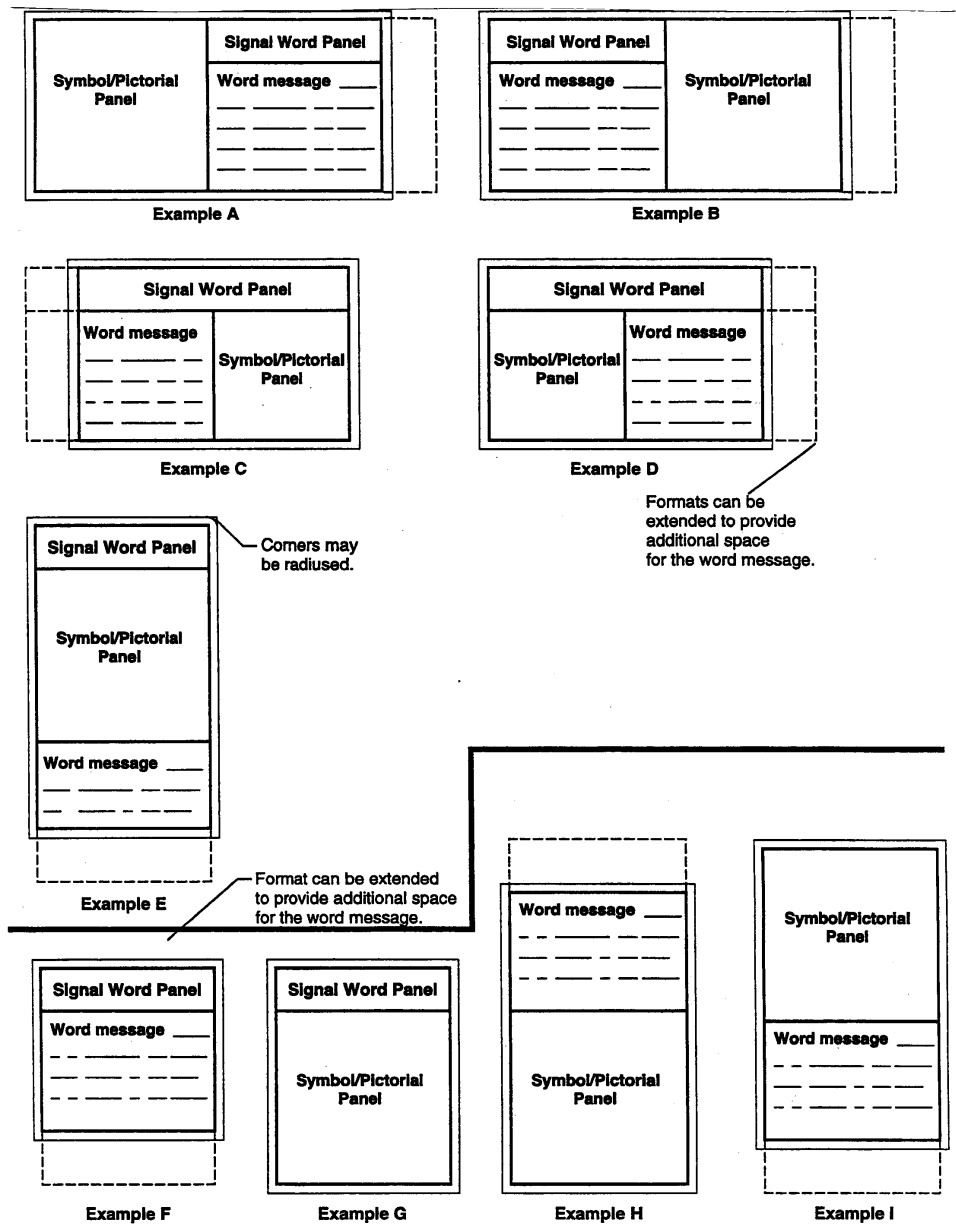 Symbol/Pictorial
Panel
Signal Word Panel
Word message
Example A
Signal Word Panel
Word message
Symbol/Pictorial
Panel
Example B
Signal Word Panel
Word message
Symbol/Pictorial
Panel
Example C
Signal Word Panel
Symbol/Pictorial
Panel
Word message
Example D
Formats can be
extended to provide
additional space
for the word message.
Signal Word Panel
Symbol/Pictorial
Panel
Word message
Example E
Corners may
be radiused.
Format can be extended
to provide additional space
for the word message.
Signal Word Panel
Word message
Example F
Signal Word Panel
Symbol/Pictorial
Panel
Example G
Word message
Symbol/Pictorial
Panel
Example H
Symbol/Pictorial
Panel
Word message
Example I